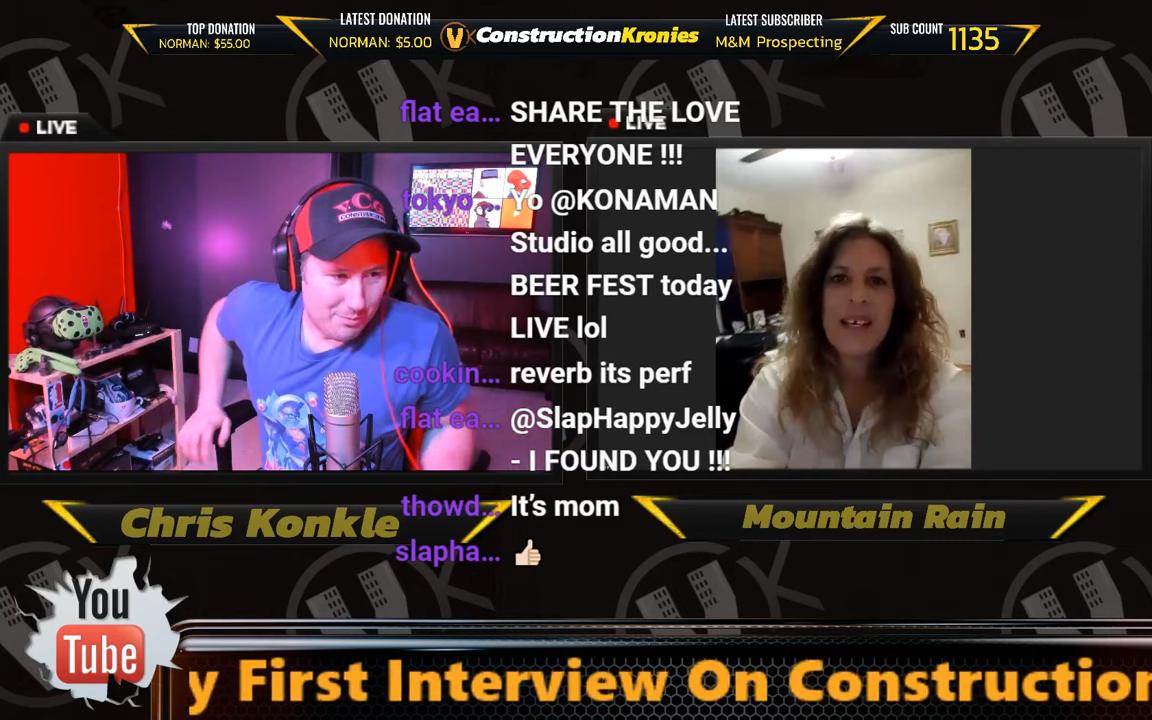 TOP DONATION
NORMAN: $55.00
LATEST DONATION
NORMAN: $5.00
ConstructionKronies
LATEST SUBSCRIBER
M&M Prospecting
SUB COUNT 1135
LIVE
LIVE
flat ea... SHARE THE LOVE
EVERYONE !!!
tokyo... Yo @KONAMAN
Studio all good...
BEER FEST today
LIVE lol
cookin... reverb its perf
flat ea... @SlapHappyJelly
- I FOUND YOU !!!
thowd... It's mom
slapha... 👍🏻
YCG
CONSTRUCTION
Chris Konkle
Mountain Rain
You
Tube
y First Interview On Construction